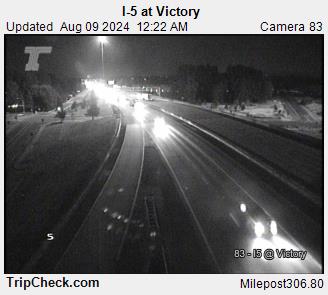 I-5 at Victory
Updated Aug 09 2024 12:22 AM Camera 83
T
S
83 - I5 @ Victory
TripCheck.com Milepost306.80